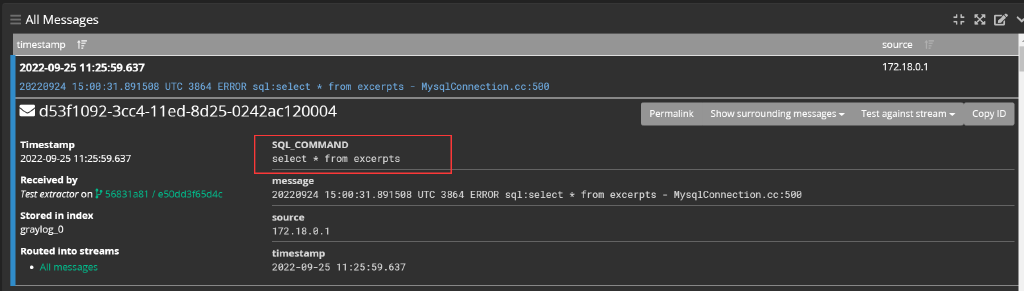 All Messages
timestamp source
2022-09-25 11:25:59.637 172.18.0.1
20220924 15:00:31.891508 UTC 3864 ERROR sql:select * from excerpts - MysqlConnection.cc:500
d53f1092-3cc4-11ed-8d25-0242ac120004
Permalink Show surrounding messages Test against stream Copy ID
Timestamp
2022-09-25 11:25:59.637
Received by
Test extractor on 56831a81 / e50dd3f65d4c
Stored in index
graylog_0
Routed into streams
All messages
SQL_COMMAND
select * from excerpts
message
20220924 15:00:31.891508 UTC 3864 ERROR sql:select * from excerpts - MysqlConnection.cc:500
source
172.18.0.1
timestamp
2022-09-25 11:25:59.637